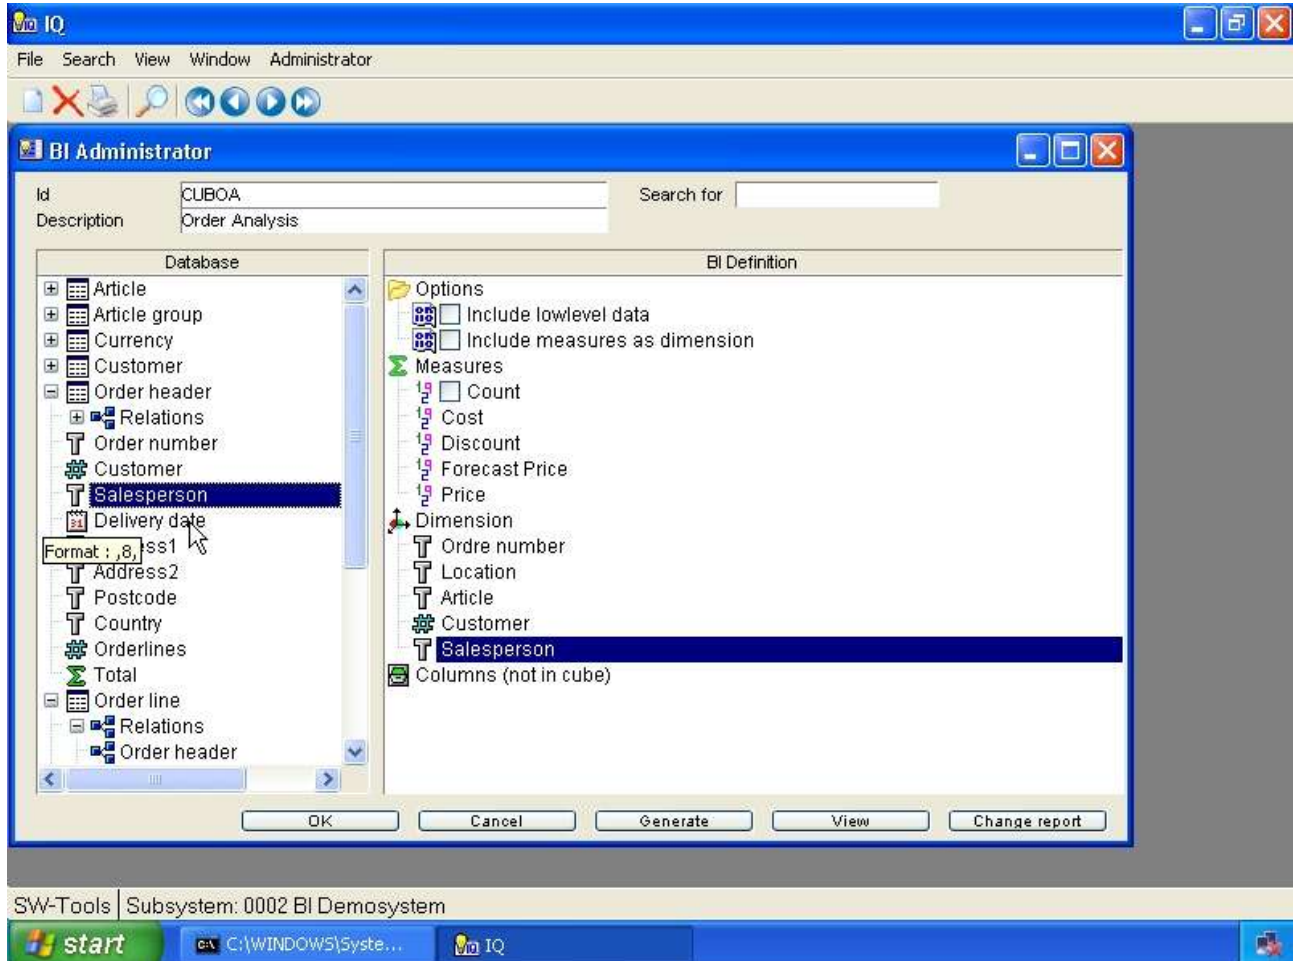 IQ
File Search View Window Administrator
BI Administrator
Id CUBOA Search for
Description Order Analysis
Database
Article
Article group
Currency
Customer
Order header
Relations
Order number
Customer
Salesperson
Delivery date
Format : ,8, ss1
Address2
Postcode
Country
Orderlines
Total
Order line
Relations
Order header
BI Definition
Options
Include lowlevel data
Include measures as dimension
Measures
Count
Cost
Discount
Forecast Price
Price
Dimension
Ordre number
Location
Article
Customer
Salesperson
Columns (not in cube)
OK Cancel Generate View Change report
SW-Tools Subsystem: 0002 BI Demosystem
start C:\WINDOWS\Syste... IQ